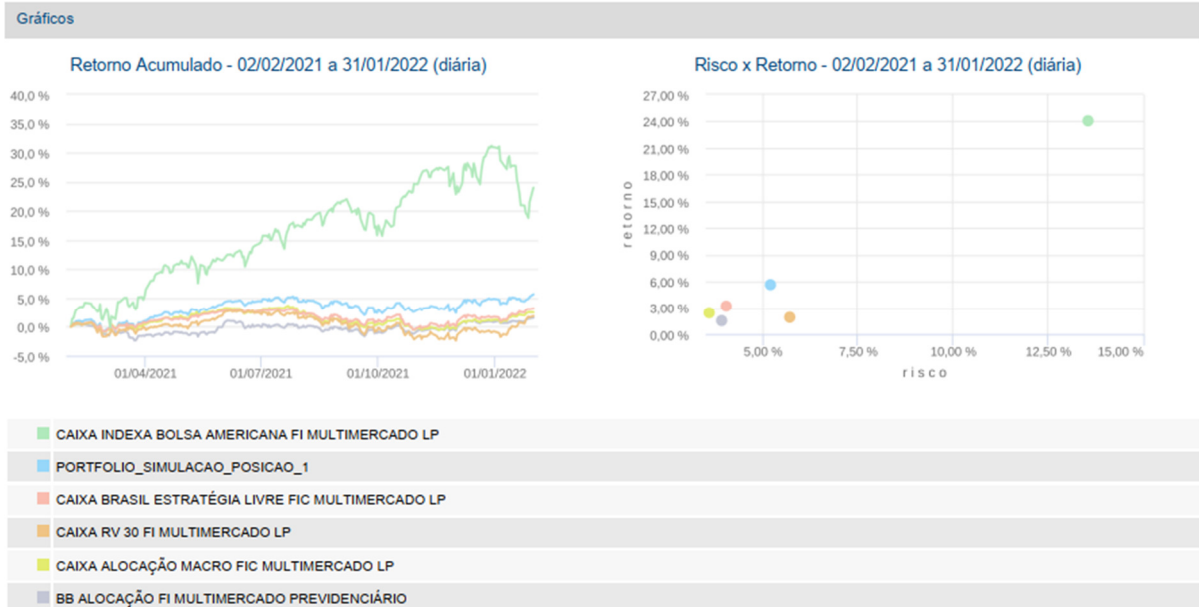 Gráficos
Retorno Acumulado - 02/02/2021 a 31/01/2022 (diária)
40,0 %
35,0 %
30,0 %
25,0 %
20,0 %
15,0 %
10,0 %
5,0 %
0,0 %
-5,0 %
01/04/2021 01/07/2021 01/10/2021 01/01/2022
Risco x Retorno - 02/02/2021 a 31/01/2022 (diária)
retorno
27,00 %
24,00 %
21,00 %
18,00 %
15,00 %
12,00 %
9,00 %
6,00 %
3,00 %
0,00 %
5,00 % 7,50 % 10,00 % 12,50 % 15,00 %
risco
CAIXA INDEXA BOLSA AMERICANA FI MULTIMERCADO LP
PORTFOLIO_SIMULACAO_POSICAO_1
CAIXA BRASIL ESTRATÉGIA LIVRE FIC MULTIMERCADO LP
CAIXA RV 30 FI MULTIMERCADO LP
CAIXA ALOCAÇÃO MACRO FIC MULTIMERCADO LP
BB ALOCAÇÃO FI MULTIMERCADO PREVIDENCIÁRIO